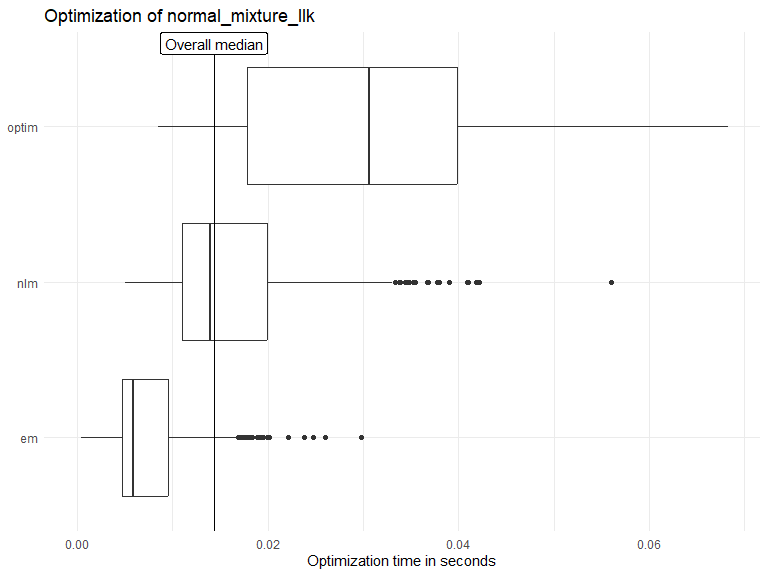 Optimization of normal_mixture_llk
Overall median
optim
nlm
em
0.00 0.02 0.04 0.06
Optimization time in seconds